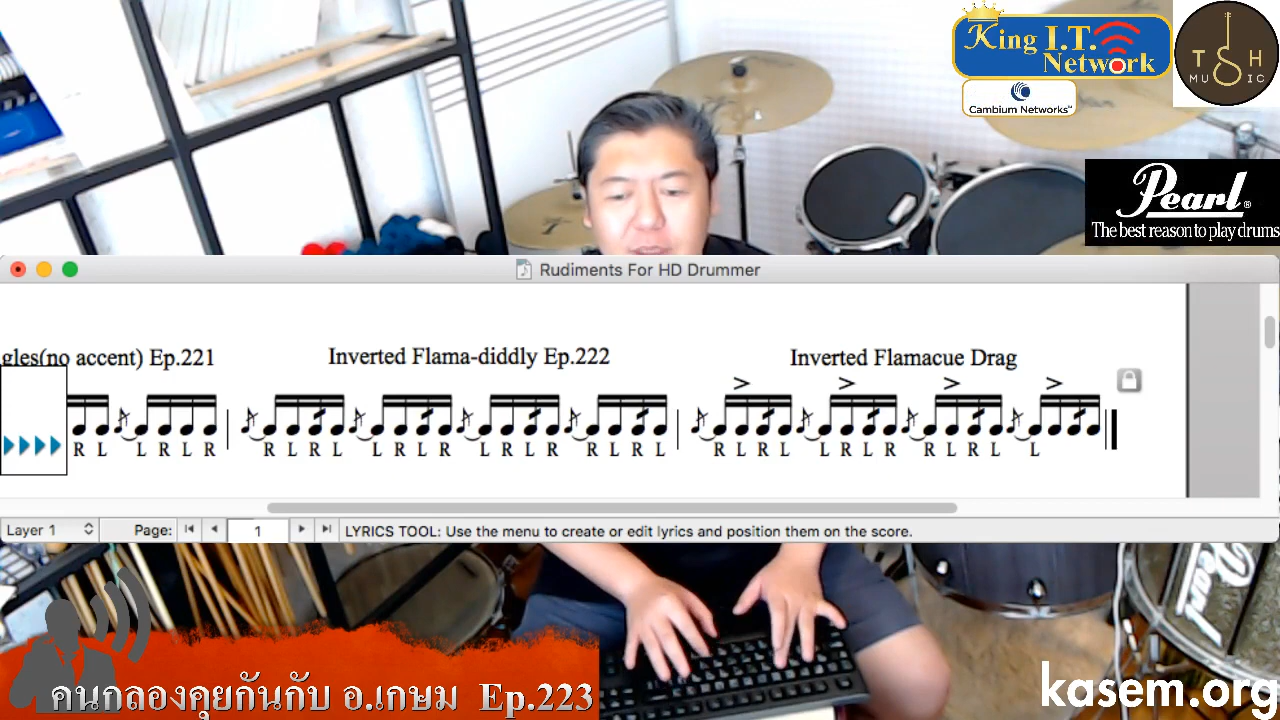 King I.T.
Network
Cambium Networks™
T H
MUSIC
Pearl®
The best reason to play drums
Rudiments For HD Drummer
gles(no accent) Ep.221
Inverted Flama-diddly Ep.222
Inverted Flamacue Drag
R L L R L R
R L R L L R L R L R L R R L R L
R L R L L R L R R L R L L
Layer 1
Page:
1
LYRICS TOOL: Use the menu to create or edit lyrics and position them on the score.
Pearl
คนกลองคุยกันกับ อ.เกษม Ep.223
kasem.org